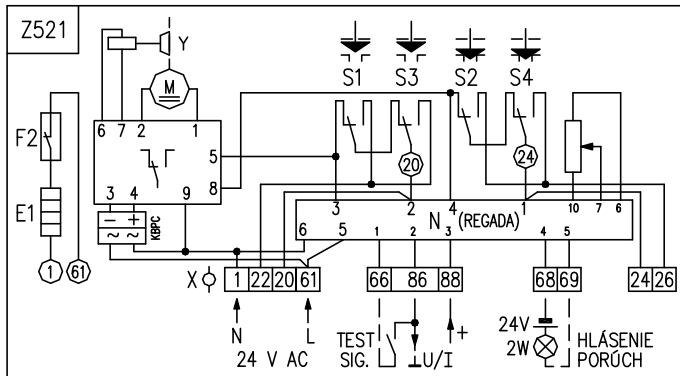 Z521
Y
M
S1 S3 S2 S4
6 7 2 1
F2
5
8
20
24
3 4 9
E1
- +
~ ~
KBPC
3 2 4 1 10 7 6
N (REGADA)
6 5 1 2 3 4 5
1 61
X 1 22 20 61 66 86 88 68 69 24 26
N L
24 V AC
TEST
SIG.
U/I
+
24V
2W
HLÁSENIE
PORÚCH